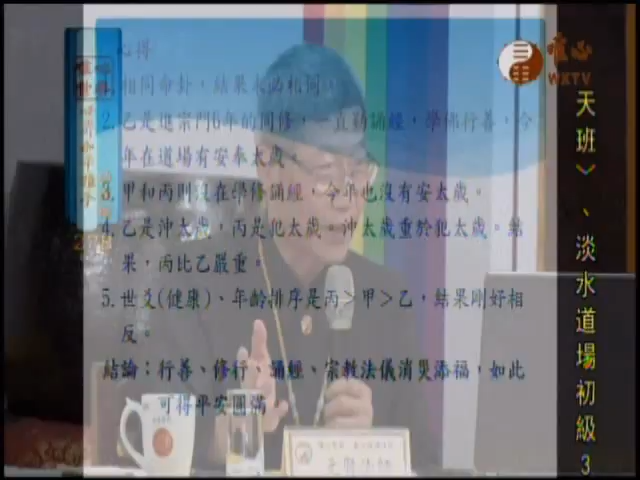 心得
1.相同命卦，結果未必相同。
2.乙是進宗門6年的同修，一直勤誦經，學佛行善，今
年在道場有安奉太歲。
3.甲和丙則沒在學修誦經，今年也沒有安太歲。
4.乙是沖太歲，丙是犯太歲。沖太歲重於犯太歲。結
果，丙比乙嚴重。
5.世爻(健康)、年齡排序是丙>甲>乙，結果剛好相
反。
結論：行善、修行、誦經、宗教法儀消災添福，如此
可得平安圓滿
唯心
WXTV
天班》、淡水道場初級3